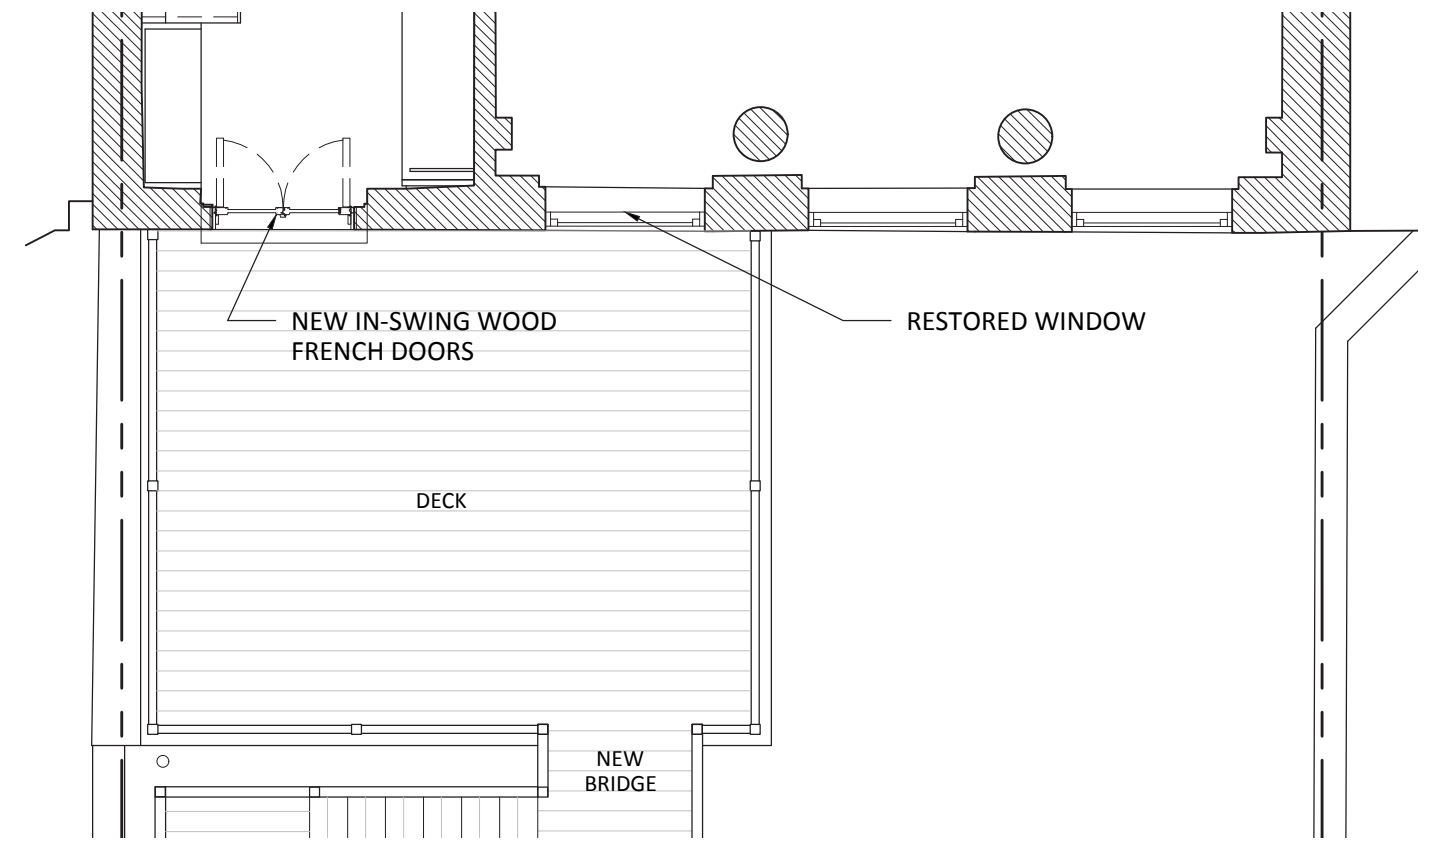 NEW IN-SWING WOOD
FRENCH DOORS
RESTORED WINDOW
DECK
NEW
BRIDGE